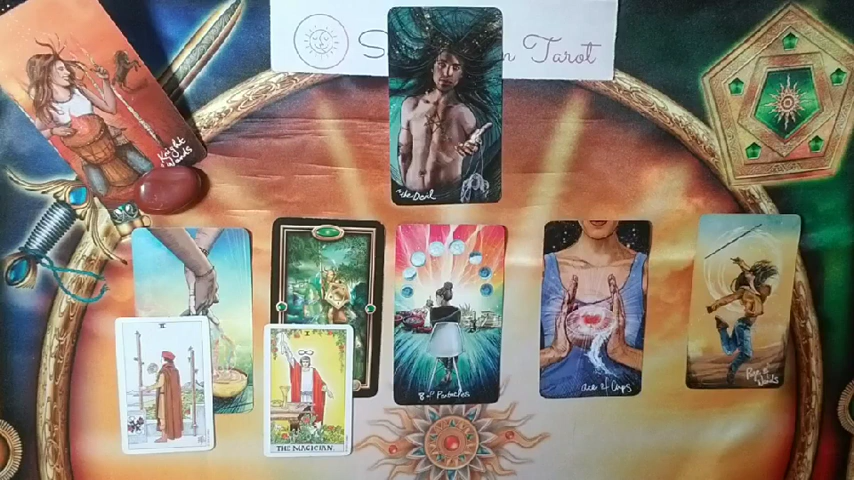 Knight
Wands
Tarot
The Devil
II
8 of Pentacles
Ace of Cups
Page of
Wands
THE MAGICIAN.